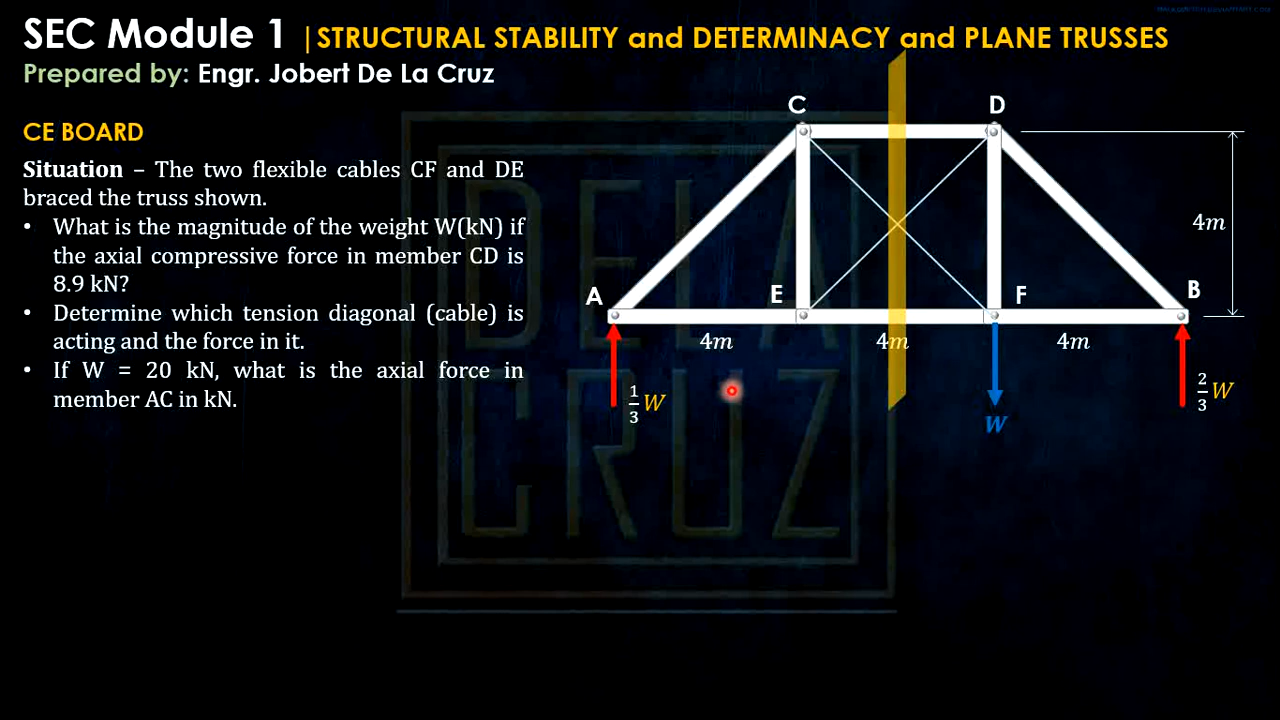 SEC Module 1 |STRUCTURAL STABILITY and DETERMINACY and PLANE TRUSSES
Prepared by: Engr. Jobert De La Cruz
CE BOARD
Situation – The two flexible cables CF and DE
braced the truss shown.
• What is the magnitude of the weight W(kN) if
the axial compressive force in member CD is
8.9 kN?
• Determine which tension diagonal (cable) is
acting and the force in it.
• If W = 20 kN, what is the axial force in
member AC in kN.
C D
4m
A E F B
4m 4m 4m
1/3 W
W
2/3 W
DELA
CRUZ